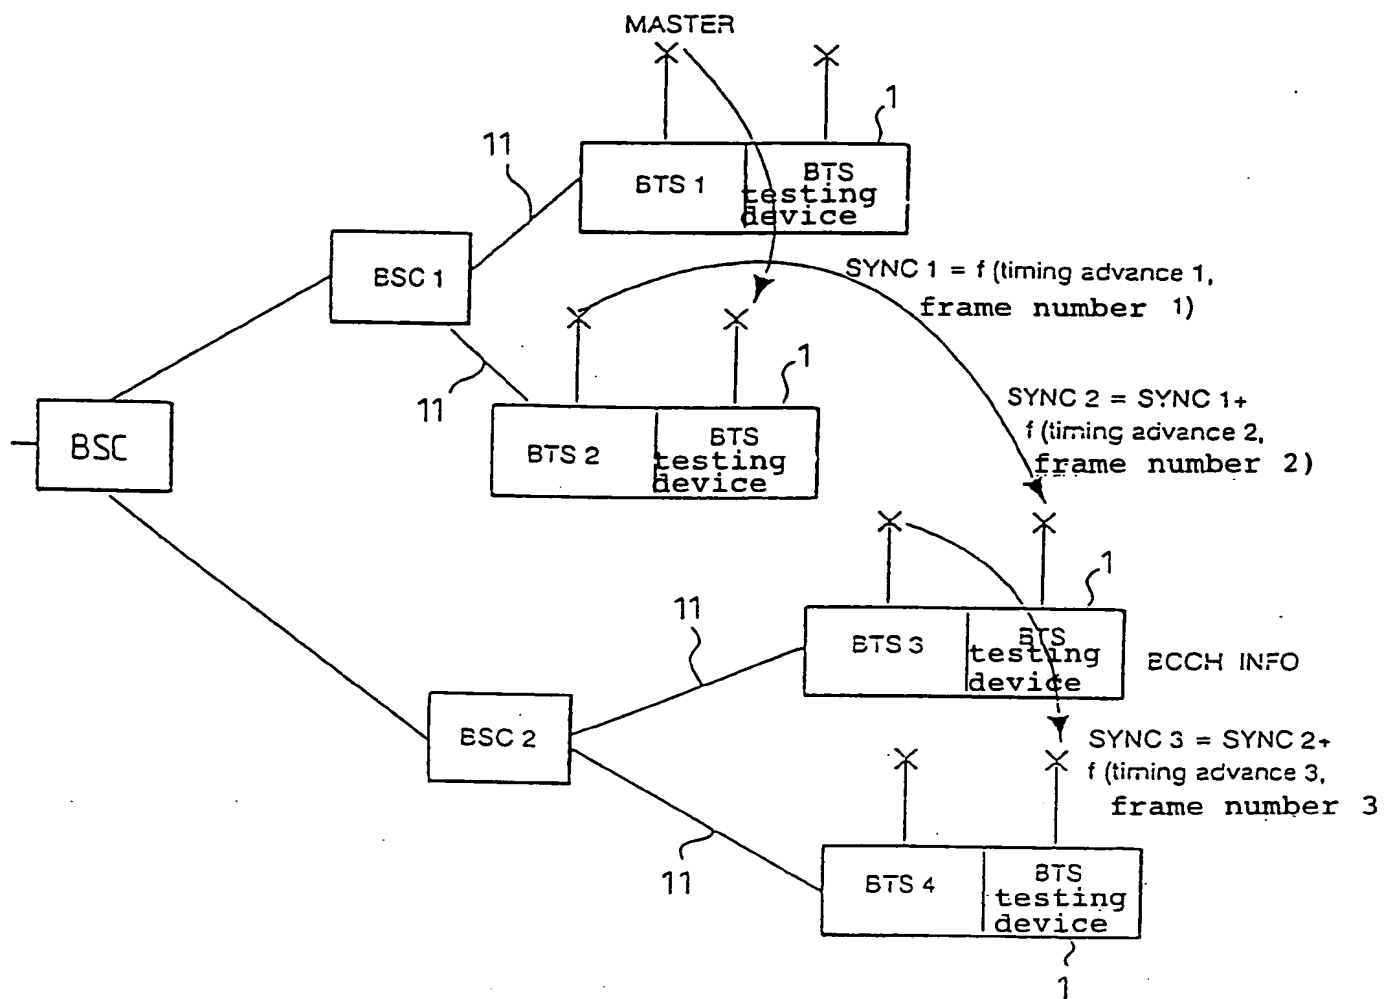 MASTER
1
11
BTS 1
BTS
testing
device
BSC 1
SYNC 1 = f (timing advance 1,
frame number 1)
11
1
SYNC 2 = SYNC 1+
f (timing advance 2,
frame number 2)
BSC
BTS 2
BTS
testing
device
1
11
BTS 3
BTS
testing
device
BCCH INFO
BSC 2
SYNC 3 = SYNC 2+
f (timing advance 3,
frame number 3
11
BTS 4
BTS
testing
device
1